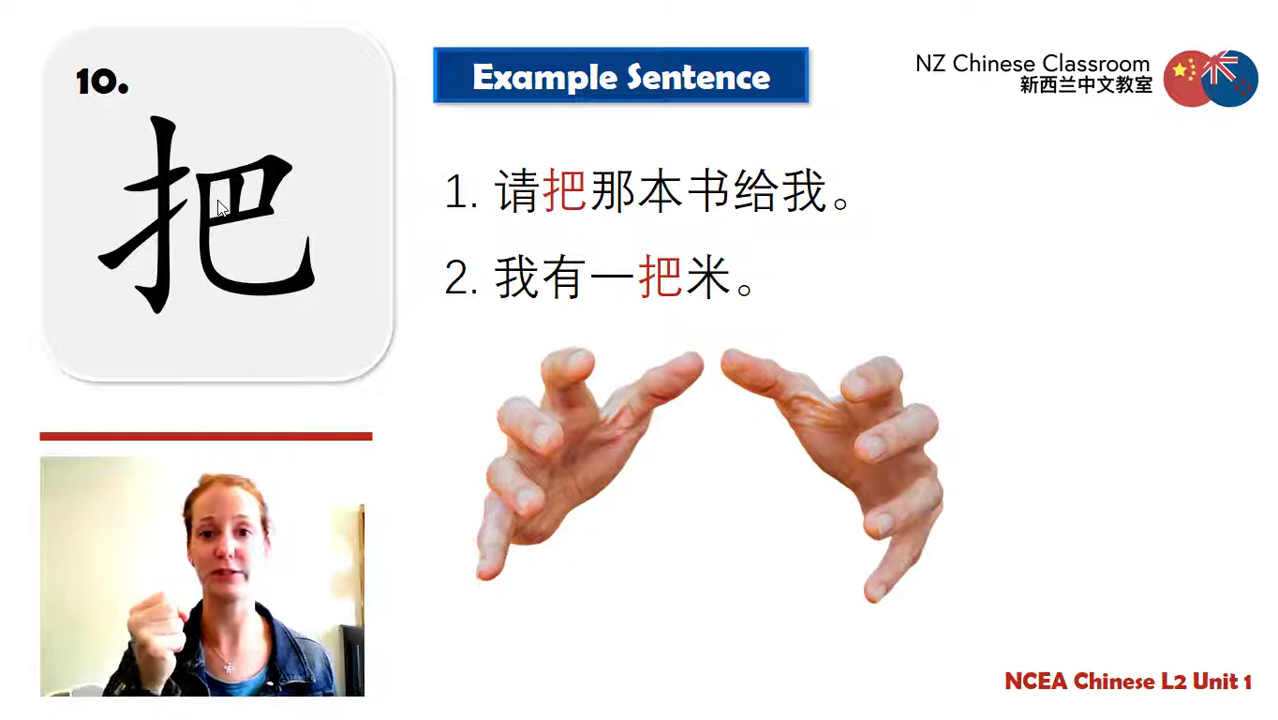 10.
把
Example Sentence
NZ Chinese Classroom
新西兰中文教室
1. 请把那本书给我。
2. 我有一把米。
NCEA Chinese L2 Unit 1